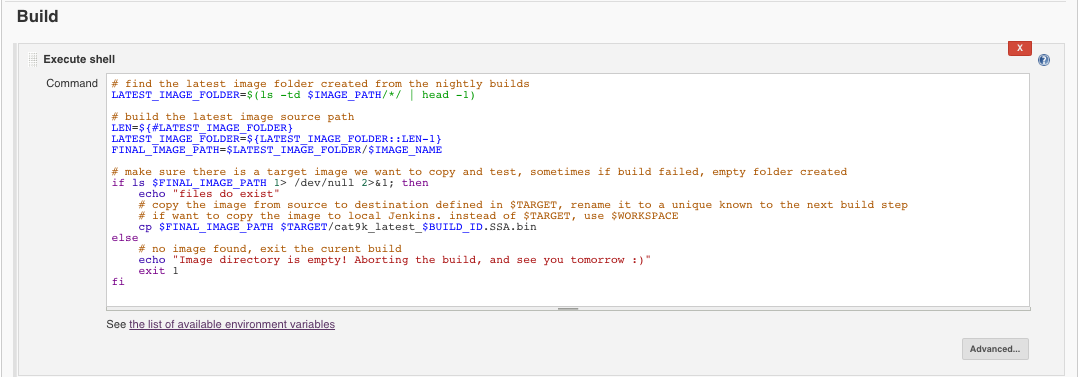 Build
X
Execute shell
Command
# find the latest image folder created from the nightly builds
LATEST_IMAGE_FOLDER=$(ls -td $IMAGE_PATH/*/ | head -1)
# build the latest image source path
LEN=${#LATEST_IMAGE_FOLDER}
LATEST_IMAGE_FOLDER=${LATEST_IMAGE_FOLDER::LEN-1}
FINAL_IMAGE_PATH=$LATEST_IMAGE_FOLDER/$IMAGE_NAME
# make sure there is a target image we want to copy and test, sometimes if build failed, empty folder created
if ls $FINAL_IMAGE_PATH 1> /dev/null 2>&1; then
    echo "files do exist"
    # copy the image from source to destination defined in $TARGET, rename it to a unique known to the next build step
    # if want to copy the image to local Jenkins. instead of $TARGET, use $WORKSPACE
    cp $FINAL_IMAGE_PATH $TARGET/cat9k_latest_$BUILD_ID.SSA.bin
else
    # no image found, exit the curent build
    echo "Image directory is empty! Aborting the build, and see you tomorrow :)"
    exit 1
fi
See the list of available environment variables
Advanced...